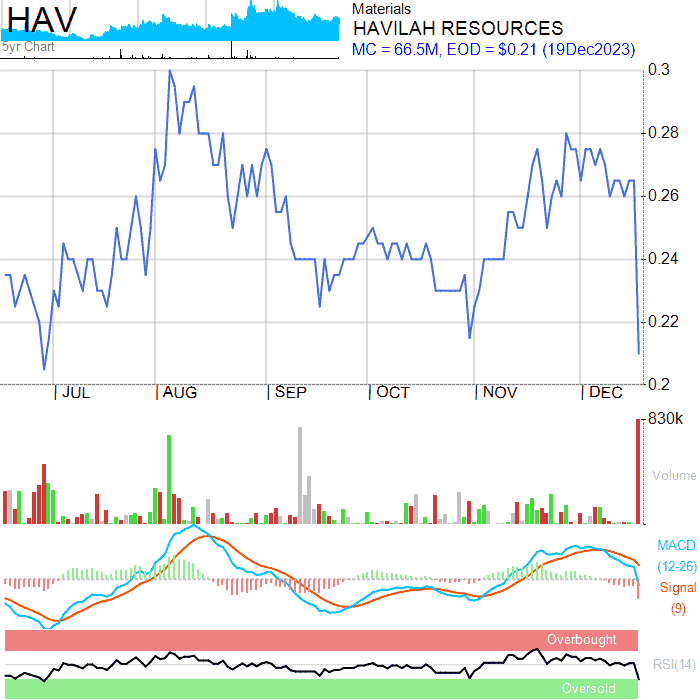 HAV
5yr Chart
Materials
HAVILAH RESOURCES
MC = 66.5M, EOD = $0.21 (19Dec2023)
0.3
0.28
0.26
0.24
0.22
0.2
JUL AUG SEP OCT NOV DEC
830k
Volume
MACD
(12-26)
Signal
(9)
Overbought
RSI(14)
Oversold